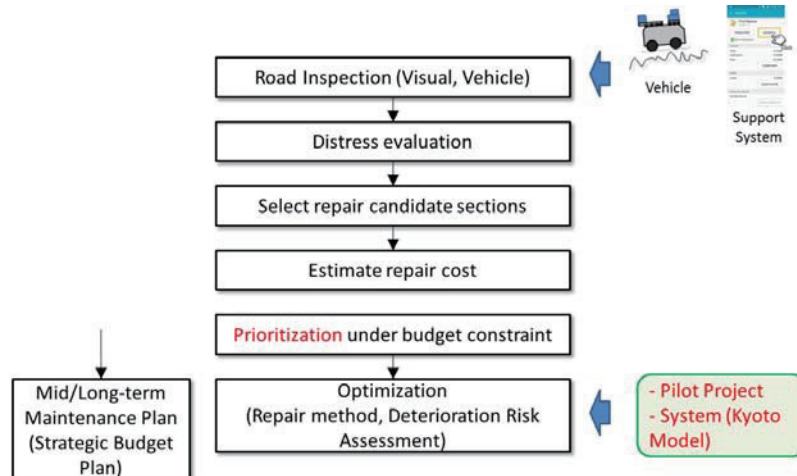 Road Inspection (Visual, Vehicle)
Vehicle
Support
System
Distress evaluation
Select repair candidate sections
Estimate repair cost
Prioritization under budget constraint
Mid/Long-term
Maintenance Plan
(Strategic Budget
Plan)
Optimization
(Repair method, Deterioration Risk
Assessment)
- Pilot Project
- System (Kyoto
Model)